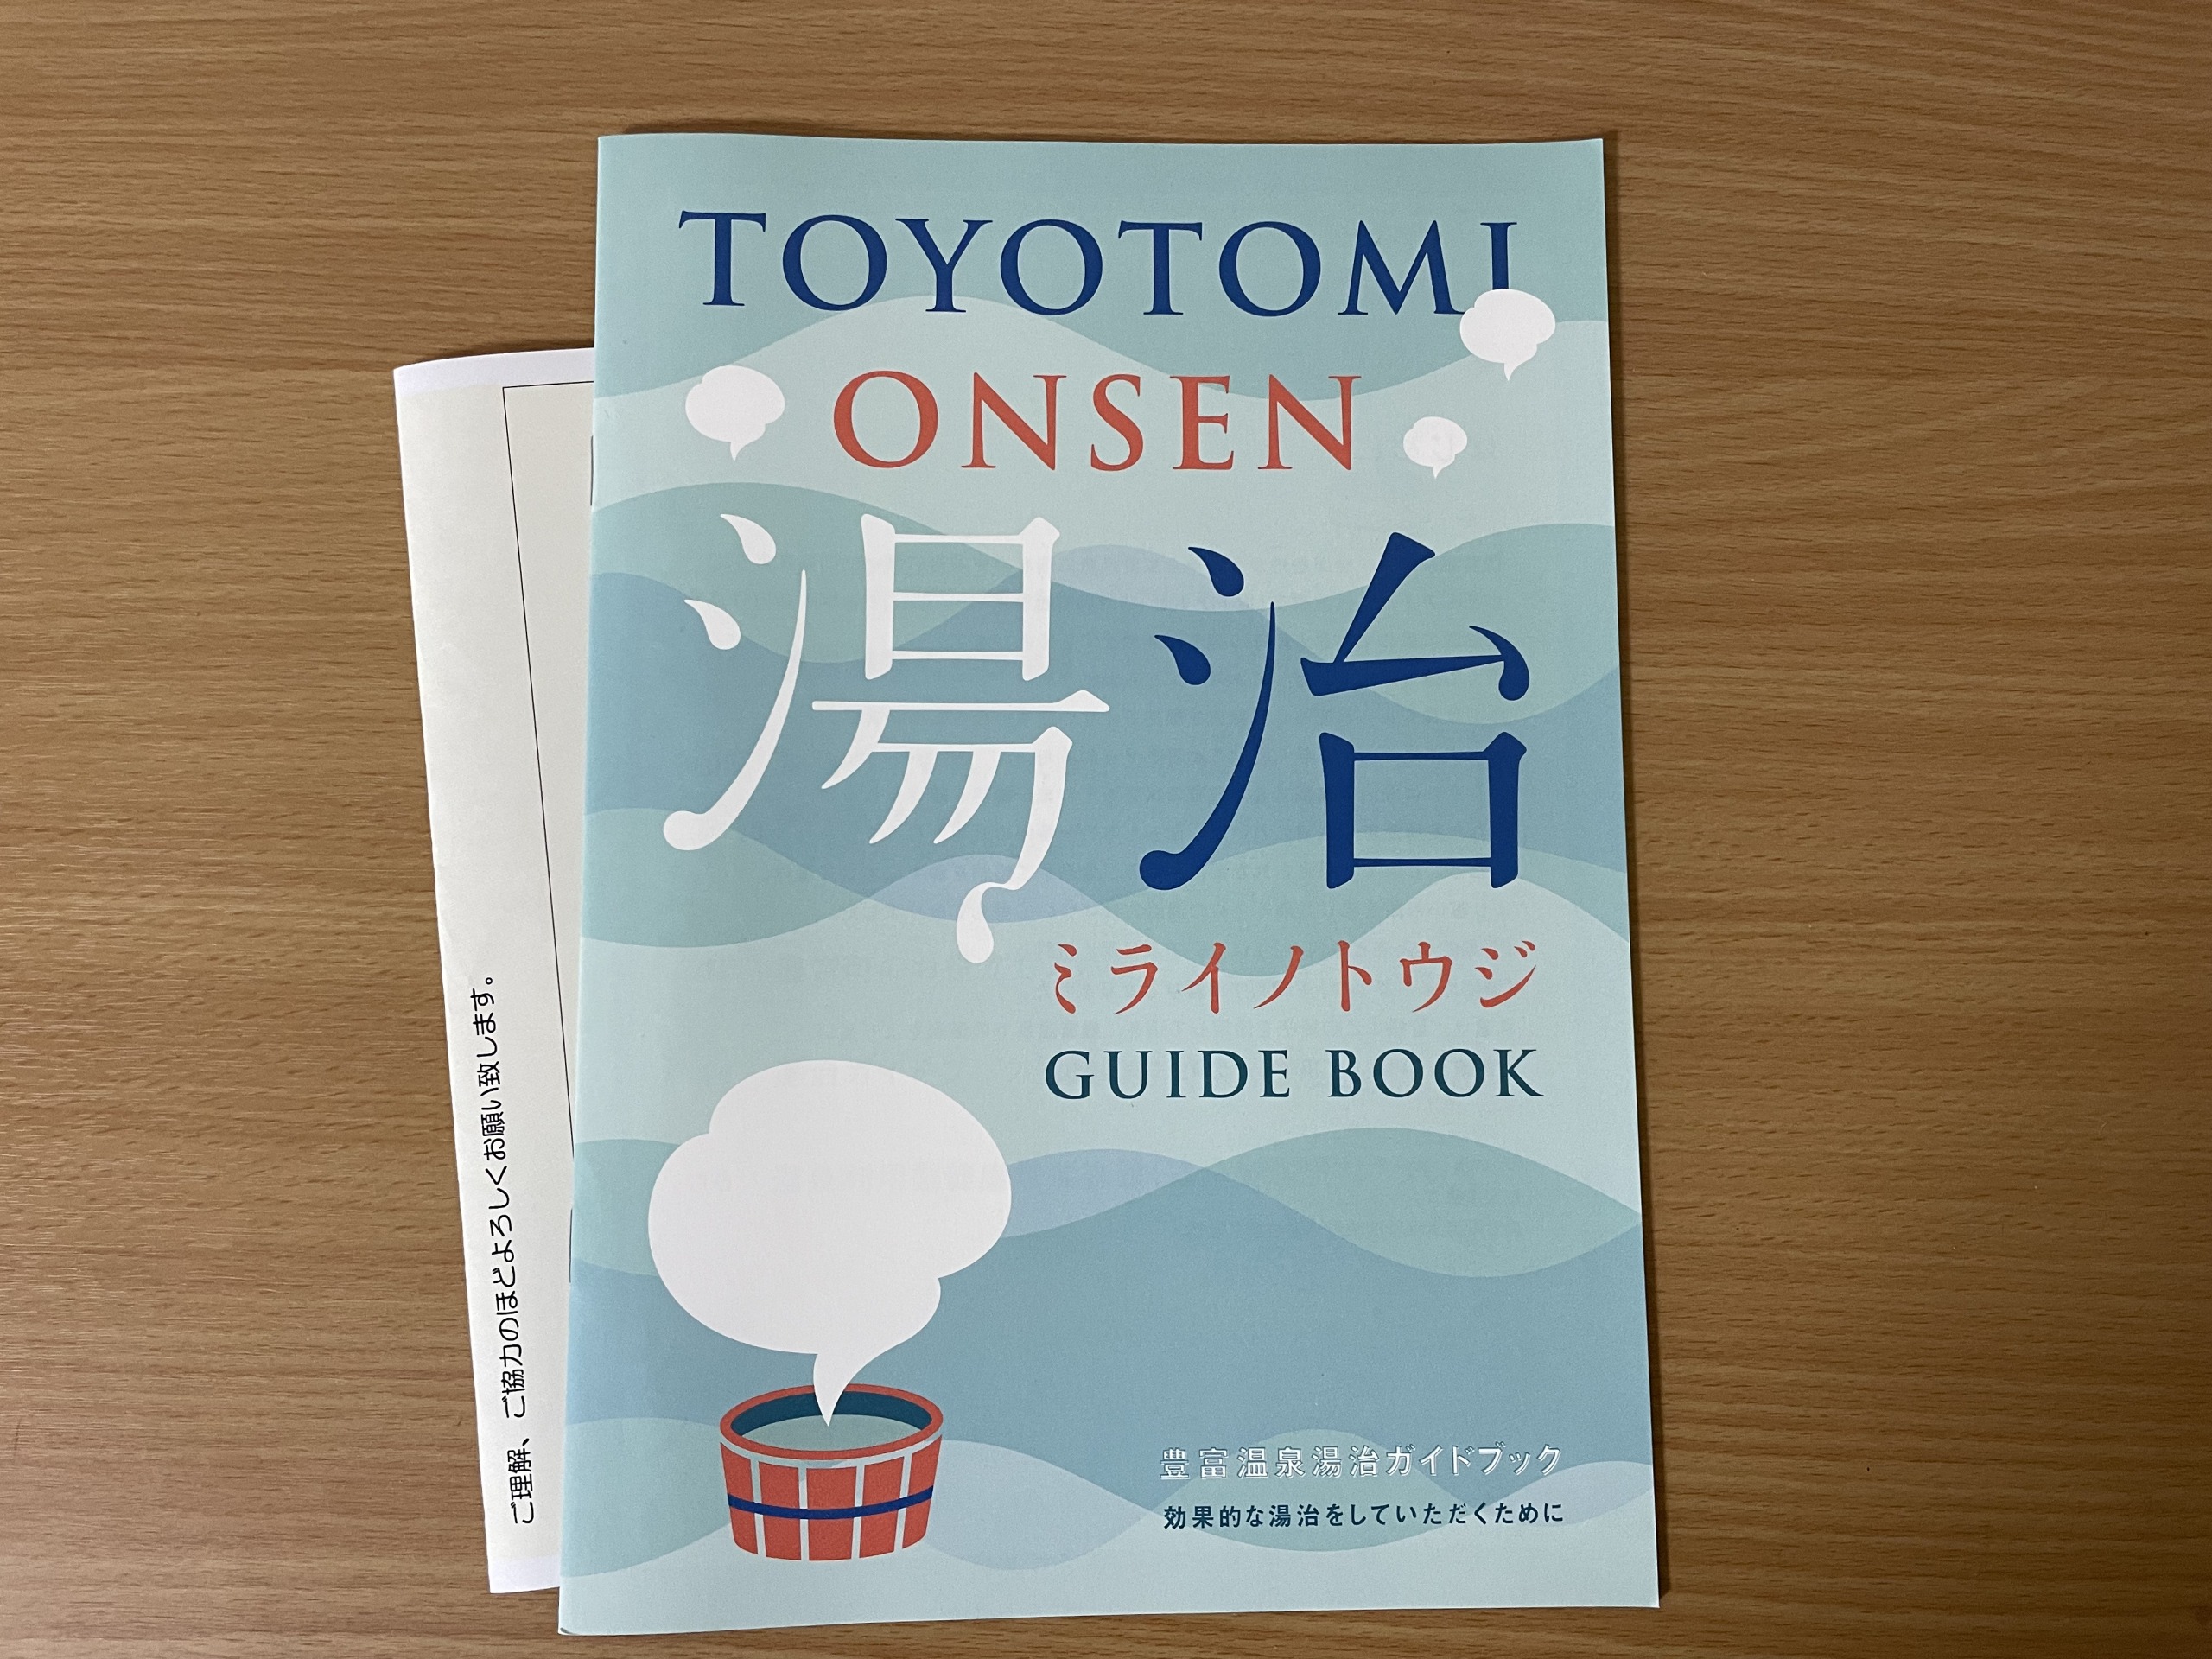 TOYOTOMI
ONSEN
湯治
ミライノトウジ
GUIDE BOOK
豊富温泉湯治ガイドブック
効果的な湯治をしていただくために
ご理解、ご協力のほどよろしくお願い致します。